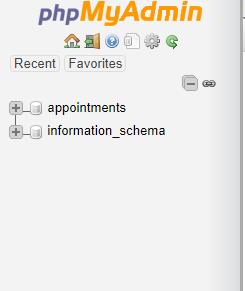 phpMyAdmin
Recent Favorites
appointments
information_schema